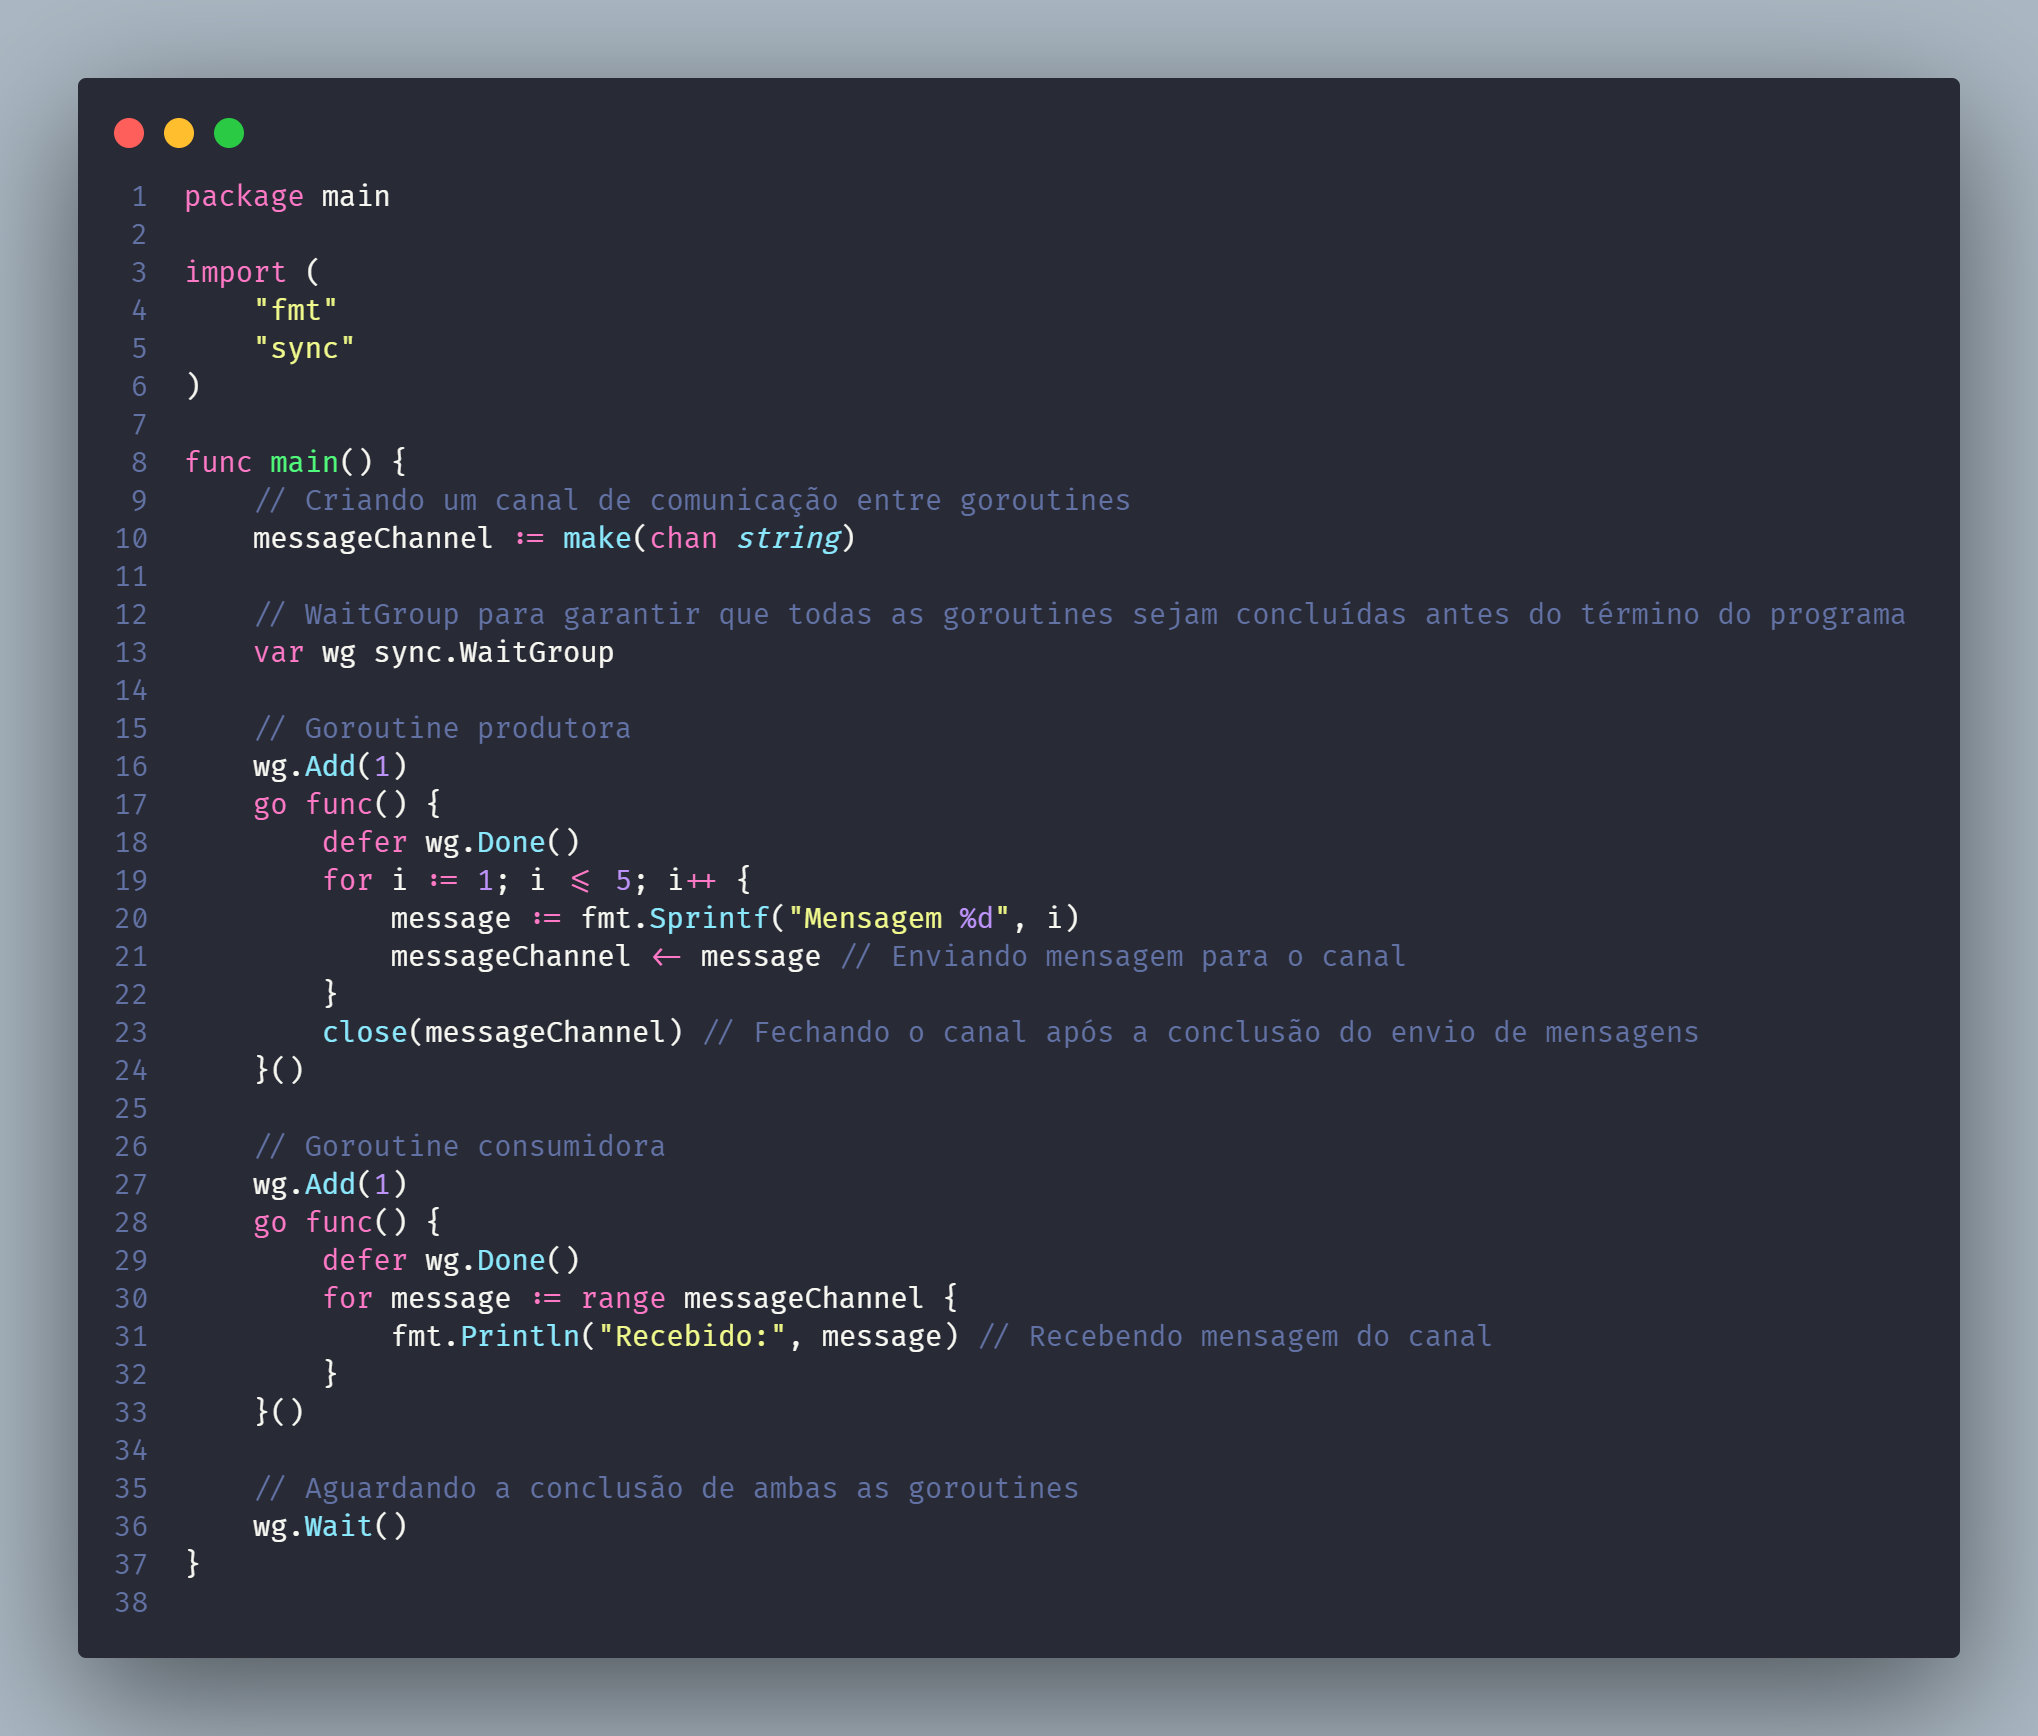 1 package main
2
3 import (
4     "fmt"
5     "sync"
6 )
7
8 func main() {
9     // Criando um canal de comunicação entre goroutines
10     messageChannel := make(chan string)
11
12     // WaitGroup para garantir que todas as goroutines sejam concluídas antes do término do programa
13     var wg sync.WaitGroup
14
15     // Goroutine produtora
16     wg.Add(1)
17     go func() {
18         defer wg.Done()
19         for i := 1; i <= 5; i++ {
20             message := fmt.Sprintf("Mensagem %d", i)
21             messageChannel <- message // Enviando mensagem para o canal
22         }
23         close(messageChannel) // Fechando o canal após a conclusão do envio de mensagens
24     }()
25
26     // Goroutine consumidora
27     wg.Add(1)
28     go func() {
29         defer wg.Done()
30         for message := range messageChannel {
31             fmt.Println("Recebido:", message) // Recebendo mensagem do canal
32         }
33     }()
34
35     // Aguardando a conclusão de ambas as goroutines
36     wg.Wait()
37 }
38